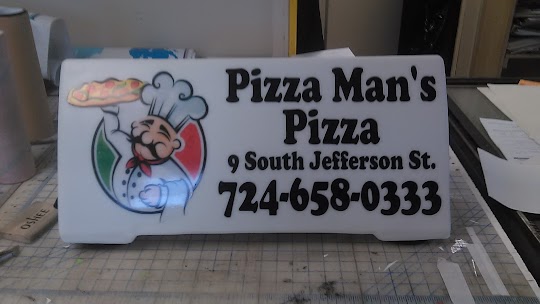 Pizza Man's
Pizza
9 South Jefferson St.
724-658-0333